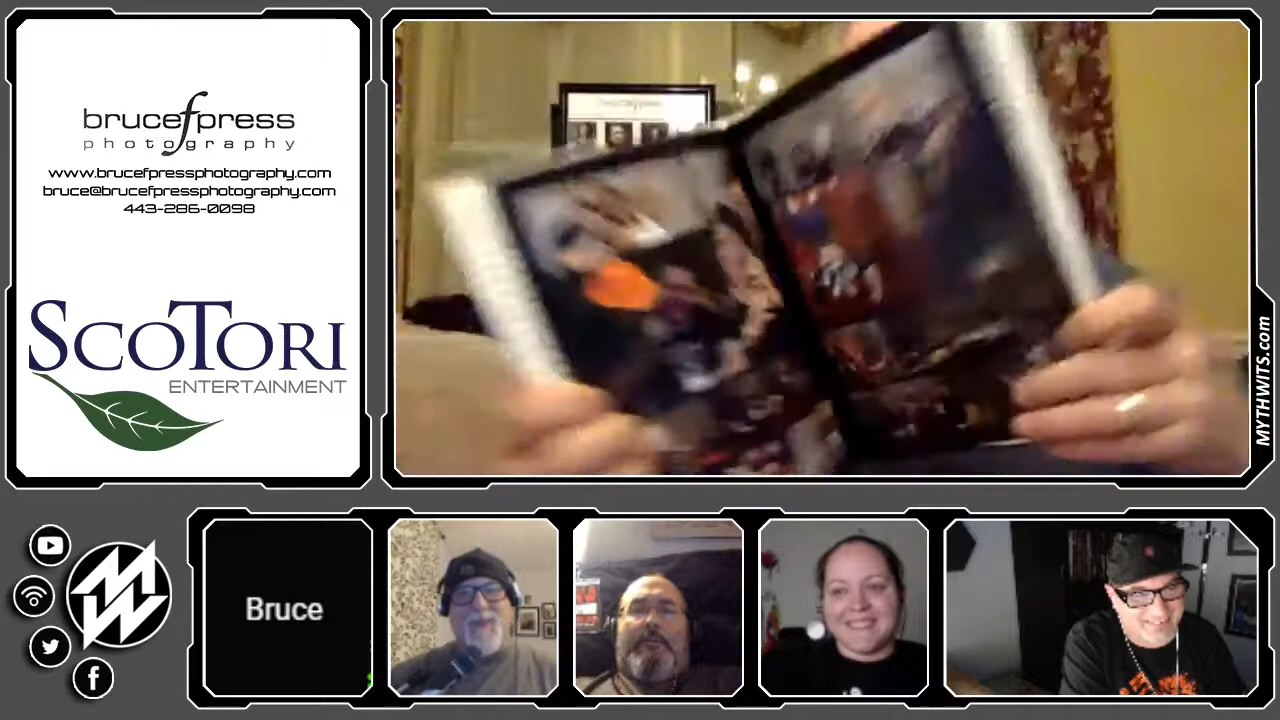 brucefpress
photography
www.brucefpressphotography.com
bruce@brucefpressphotography.com
443-286-0098
SCOTORI
ENTERTAINMENT
MYTHWITS.com
Bruce